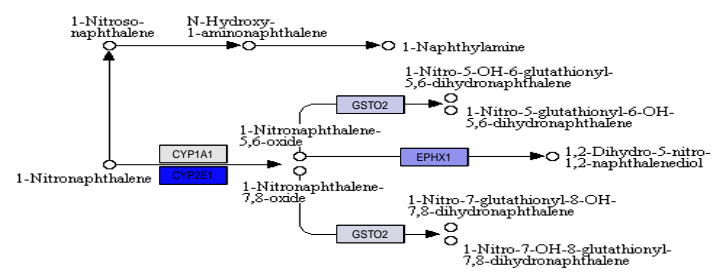 1-Nitroso-
naphthalene
N-Hydroxy-
1-aminonaphthalene
1-Naphthylamine
1-Nitro-5-OH-6-glutathionyl-
5,6-dihydronaphthalene
GSTO2
1-Nitro-5-glutathionyl-6-OH-
5,6-dihydronaphthalene
1-Nitronaphthalene-
5,6-oxide
CYP1A1
EPHX1
1,2-Dihydro-5-nitro-
1,2-naphthalenediol
1-Nitronaphthalene
CYP2E1
1-Nitronaphthalene-
7,8-oxide
1-Nitro-7-glutathionyl-8-OH-
7,8-dihydronaphthalene
GSTO2
1-Nitro-7-OH-8-glutathionyl-
7,8-dihydronaphthalene